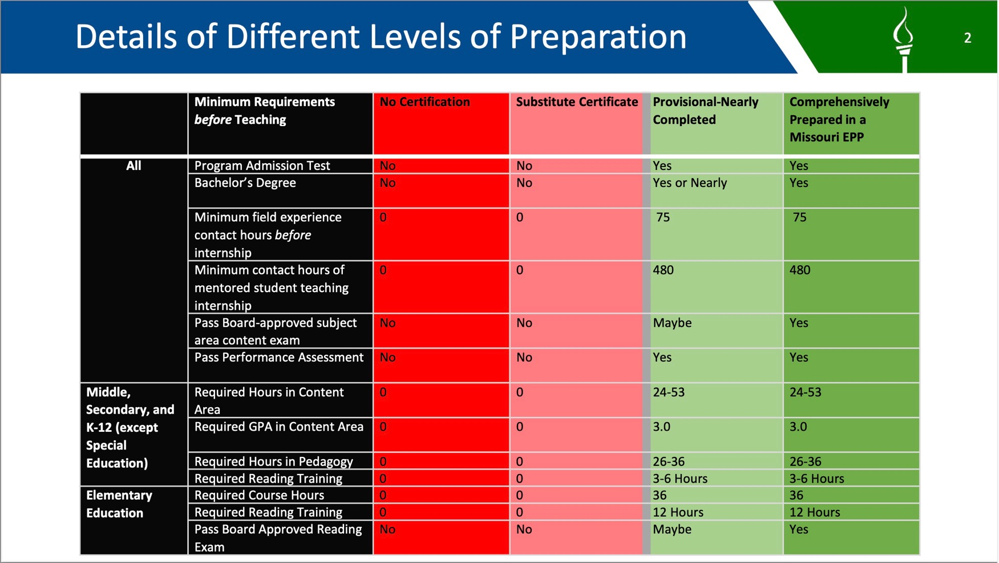 Details of Different Levels of Preparation
2
Minimum Requirements
before Teaching
No Certification
Substitute Certificate
Provisional-Nearly
Completed
Comprehensively
Prepared in a
Missouri EPP
All
Program Admission Test
No
No
Yes
Yes
Bachelor’s Degree
No
No
Yes or Nearly
Yes
Minimum field experience
contact hours before
internship
0
0
75
75
Minimum contact hours of
mentored student teaching
internship
0
0
480
480
Pass Board-approved subject
area content exam
No
No
Maybe
Yes
Pass Performance Assessment
No
No
Yes
Yes
Middle,
Secondary, and
K-12 (except
Special
Education)
Required Hours in Content
Area
0
0
24-53
24-53
Required GPA in Content Area
0
0
3.0
3.0
Required Hours in Pedagogy
0
0
26-36
26-36
Required Reading Training
0
0
3-6 Hours
3-6 Hours
Elementary
Education
Required Course Hours
0
0
36
36
Required Reading Training
0
0
12 Hours
12 Hours
Pass Board Approved Reading
Exam
No
No
Maybe
Yes